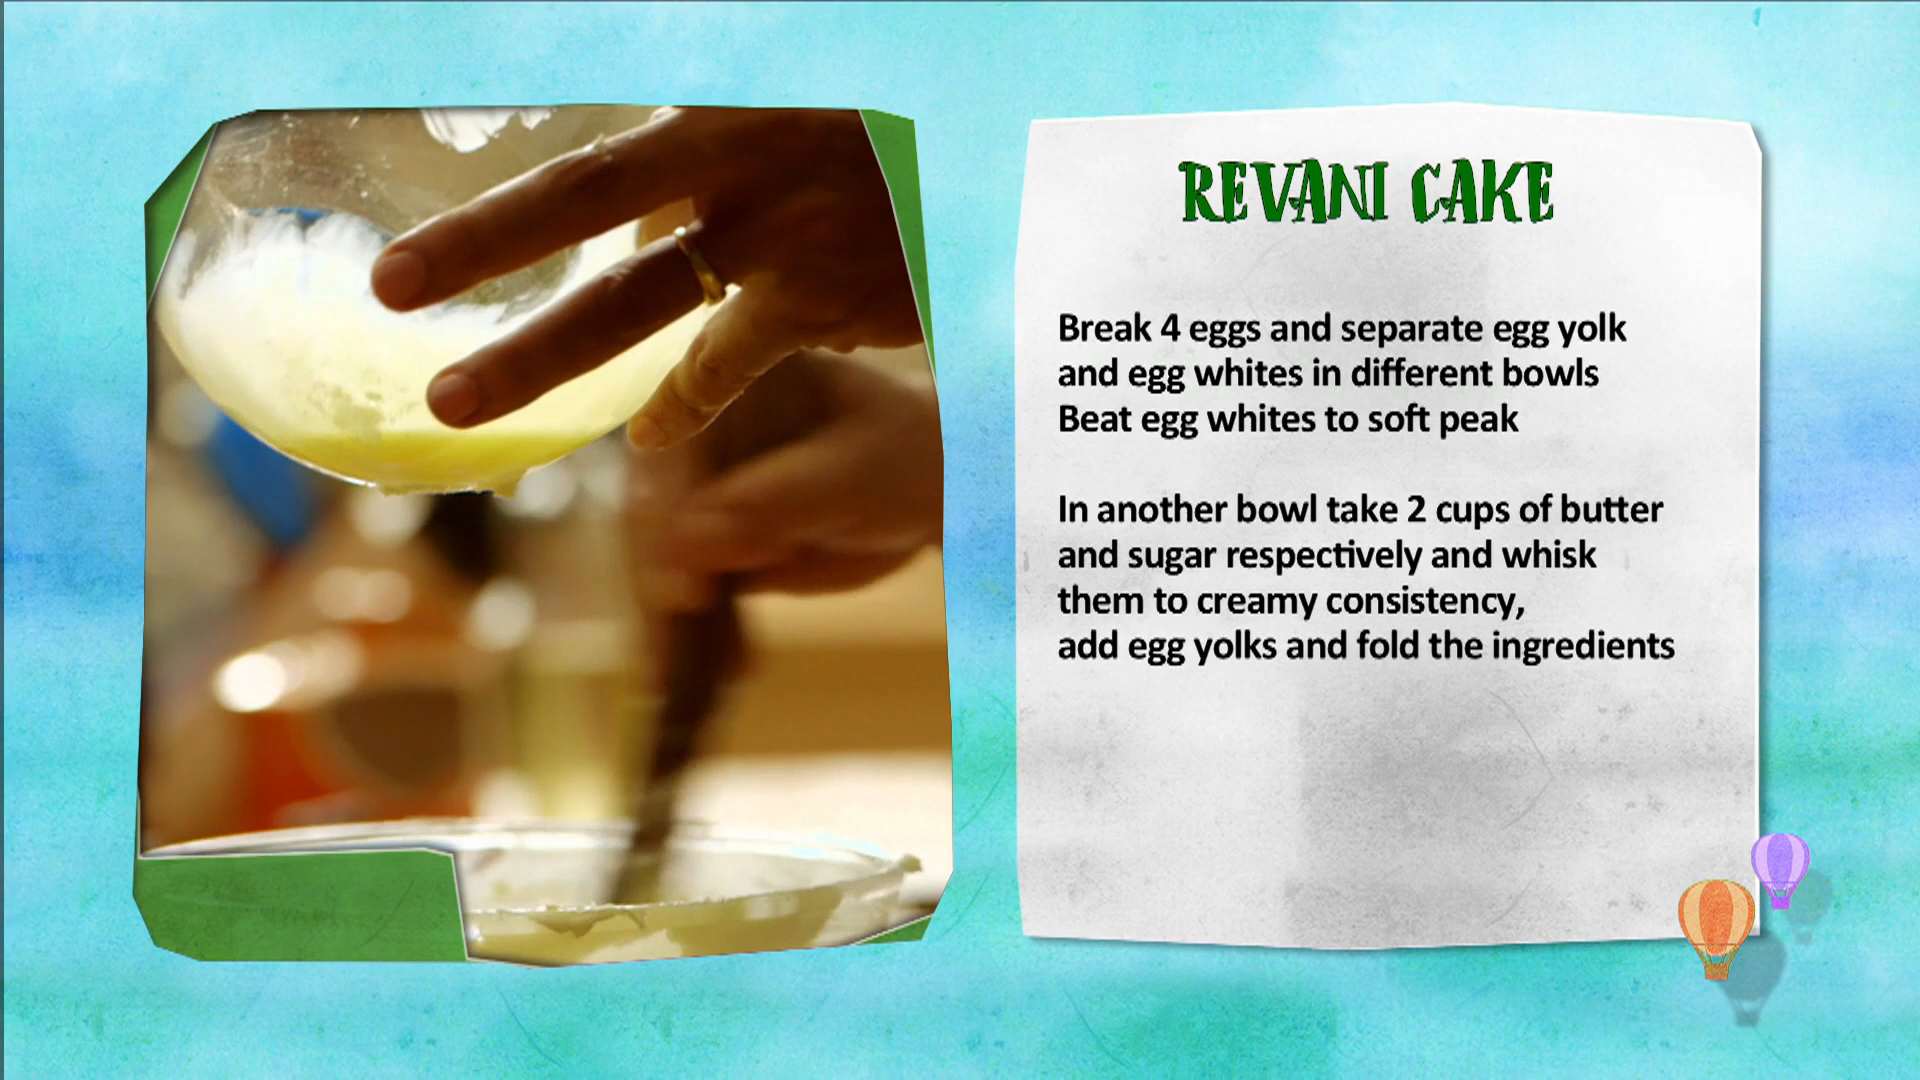 REVANI CAKE
Break 4 eggs and separate egg yolk
and egg whites in different bowls
Beat egg whites to soft peak
In another bowl take 2 cups of butter
and sugar respectively and whisk
them to creamy consistency,
add egg yolks and fold the ingredients